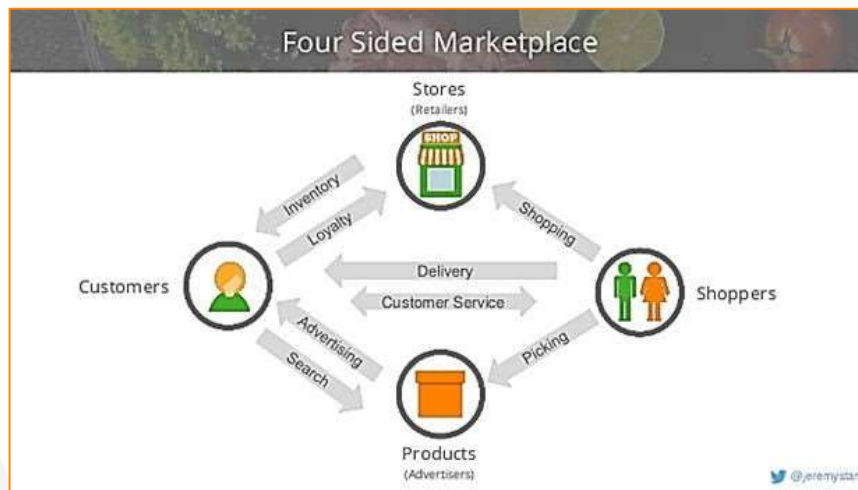 Four Sided Marketplace
Stores
(Retailers)
SHOP
Inventory
Loyalty
Shopping
Delivery
Customer Service
Customers
Shoppers
Advertising
Search
Picking
Products
(Advertisers)
@jeremystan